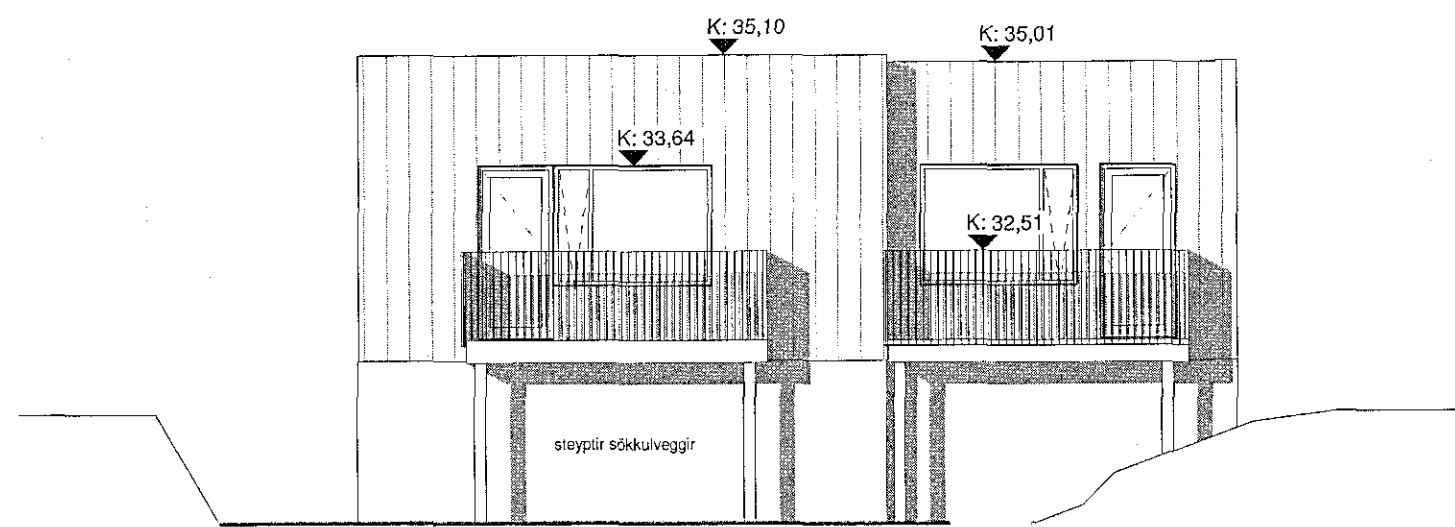 K: 35,10
K: 35,01
K: 33,64
K: 32,51
steyptir sökkulveggir